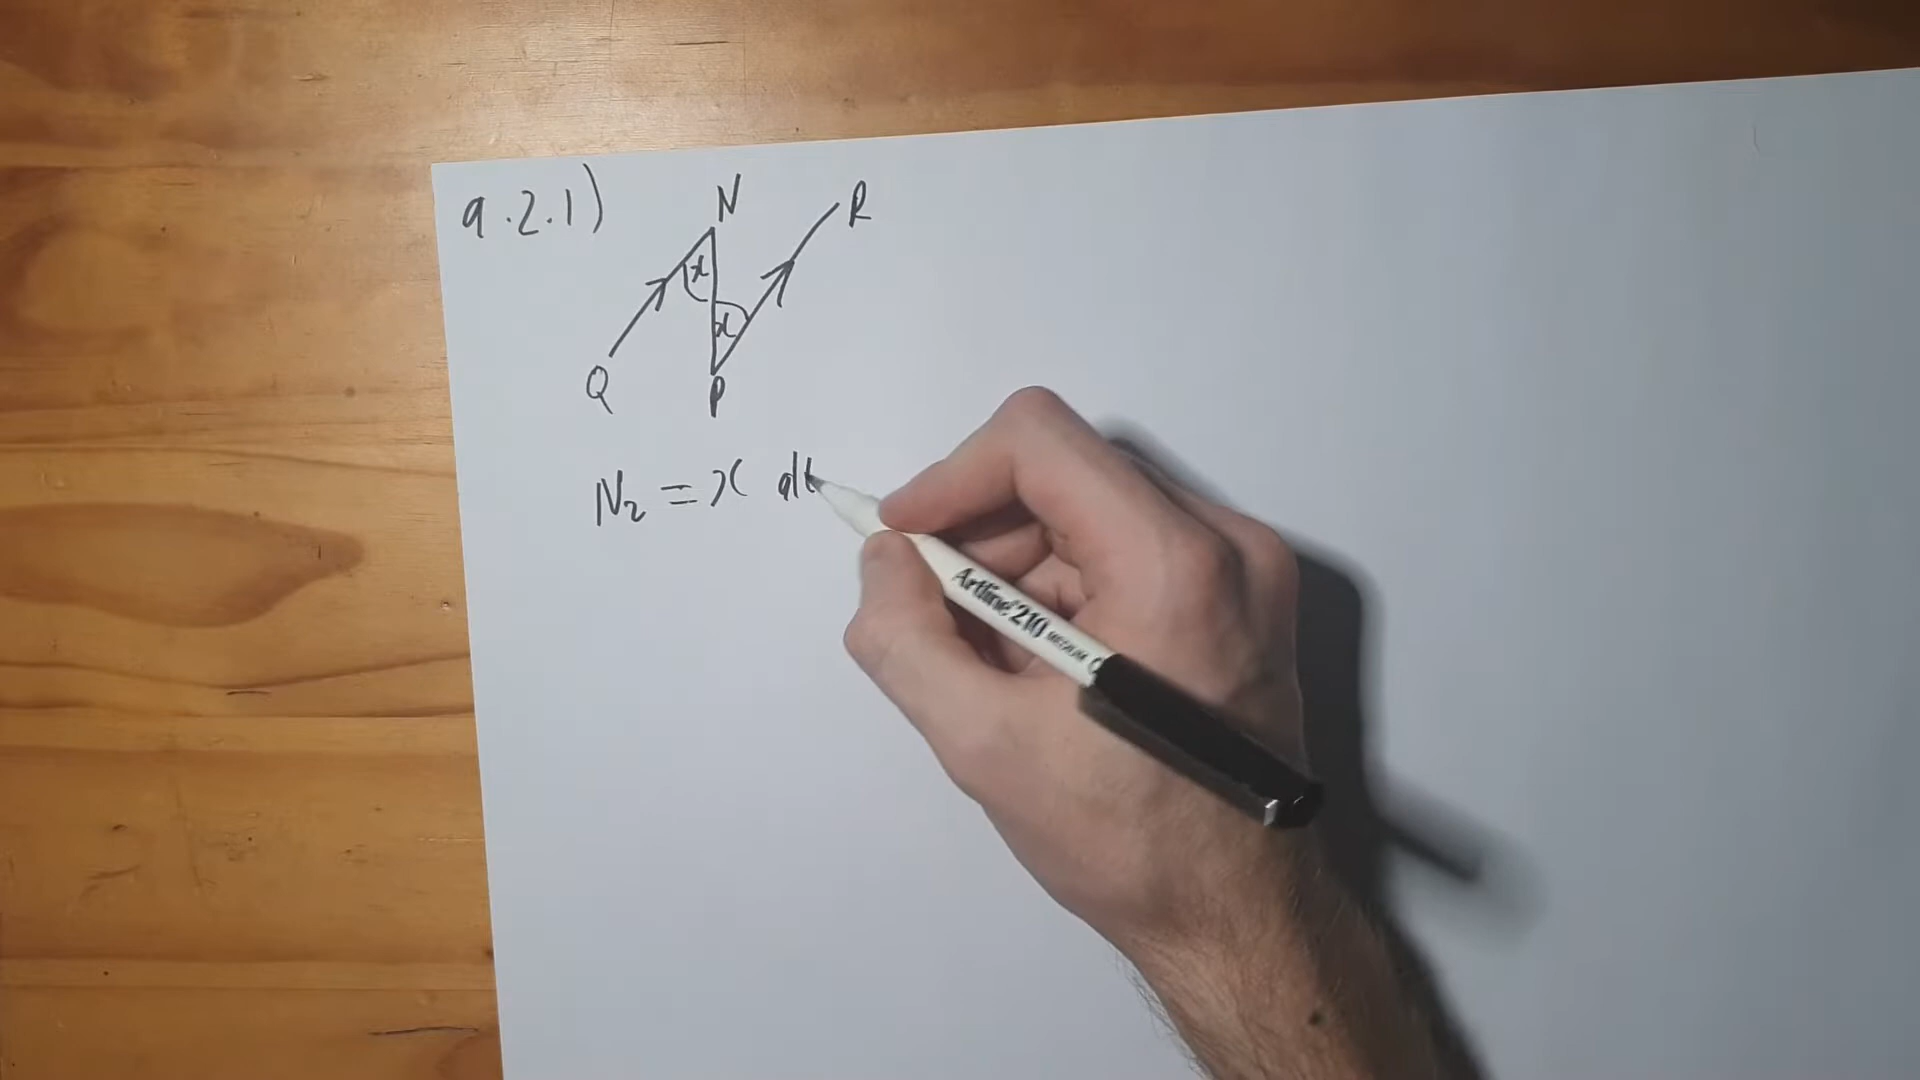 9.2.1)
N
R
x
x
Q
P
N₂ = x alt
Artline 210 MEDIUM